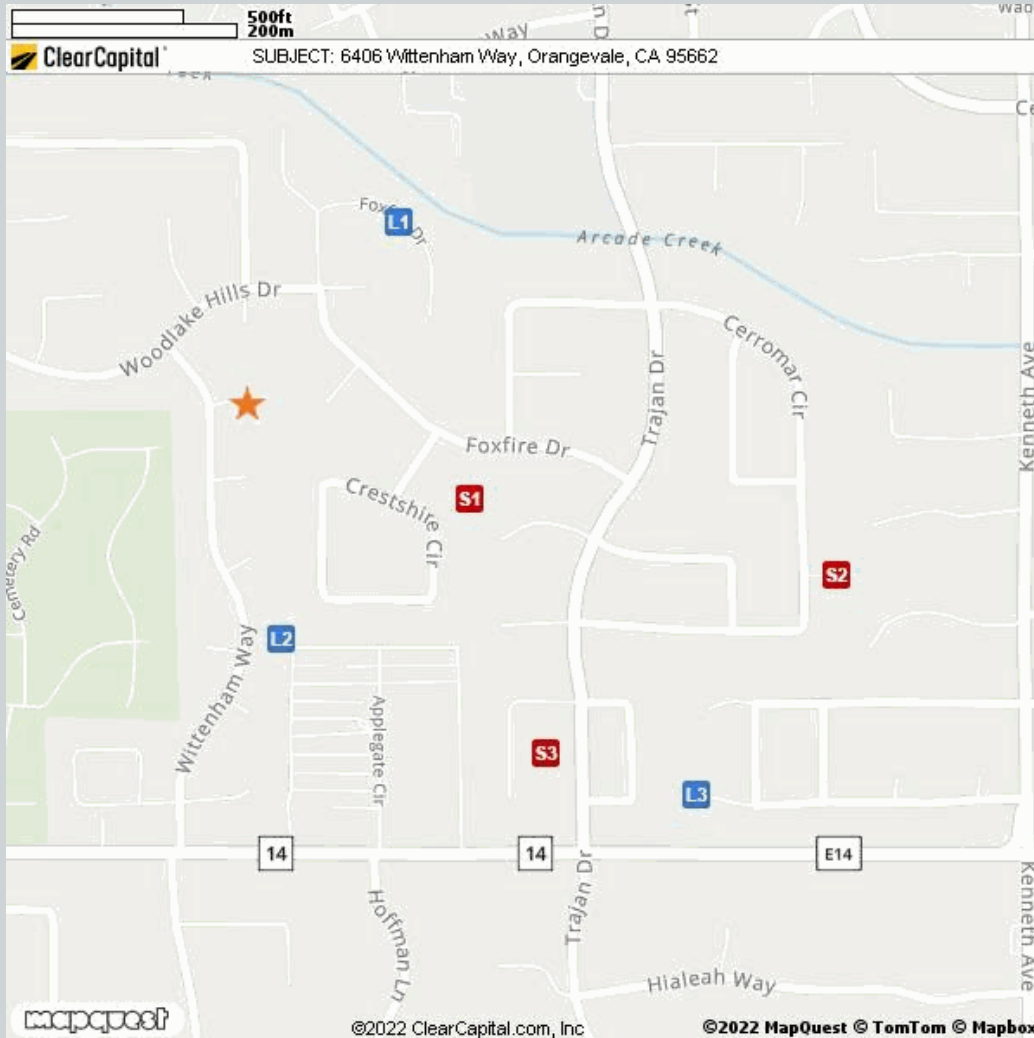 500ft
200m
ClearCapital
SUBJECT: 6406 Wittenham Way, Orangevale, CA 95662
Way
Foxfire Dr
L1
Arcade Creek
Woodlake Hills Dr
Cerromar Cir
Trajan Dr
Kenneth Ave
Foxfire Dr
Crestshire Cir
S1
Cemetery Rd
S2
L2
Wittenham Way
Applegate Cir
S3
L3
14
14
E14
Trajan Dr
Hoffman Ln
Kenneth Ave
Hialeah Way
mapquest
©2022 ClearCapital.com, Inc
©2022 MapQuest © TomTom © Mapbox